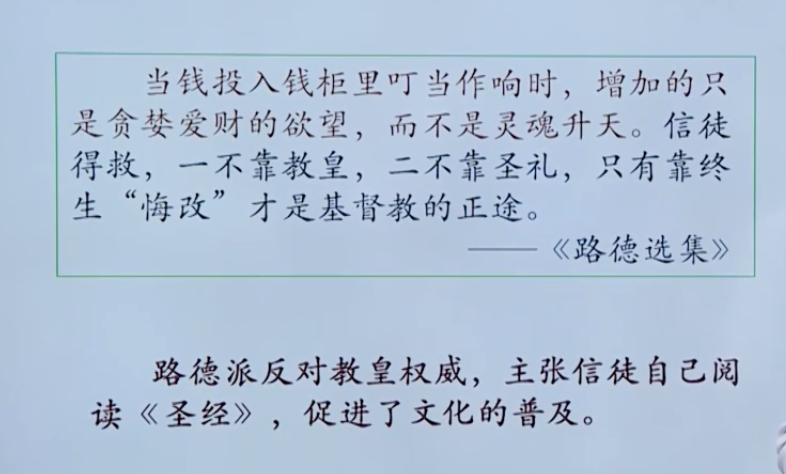 当钱投入钱柜里叮当作响时，增加的只
是贪婪爱财的欲望，而不是灵魂升天。信徒
得救，一不靠教皇，二不靠圣礼，只有靠终
生“悔改”才是基督教的正途。
——《路德选集》
路德派反对教皇权威，主张信徒自己阅
读《圣经》，促进了文化的普及。